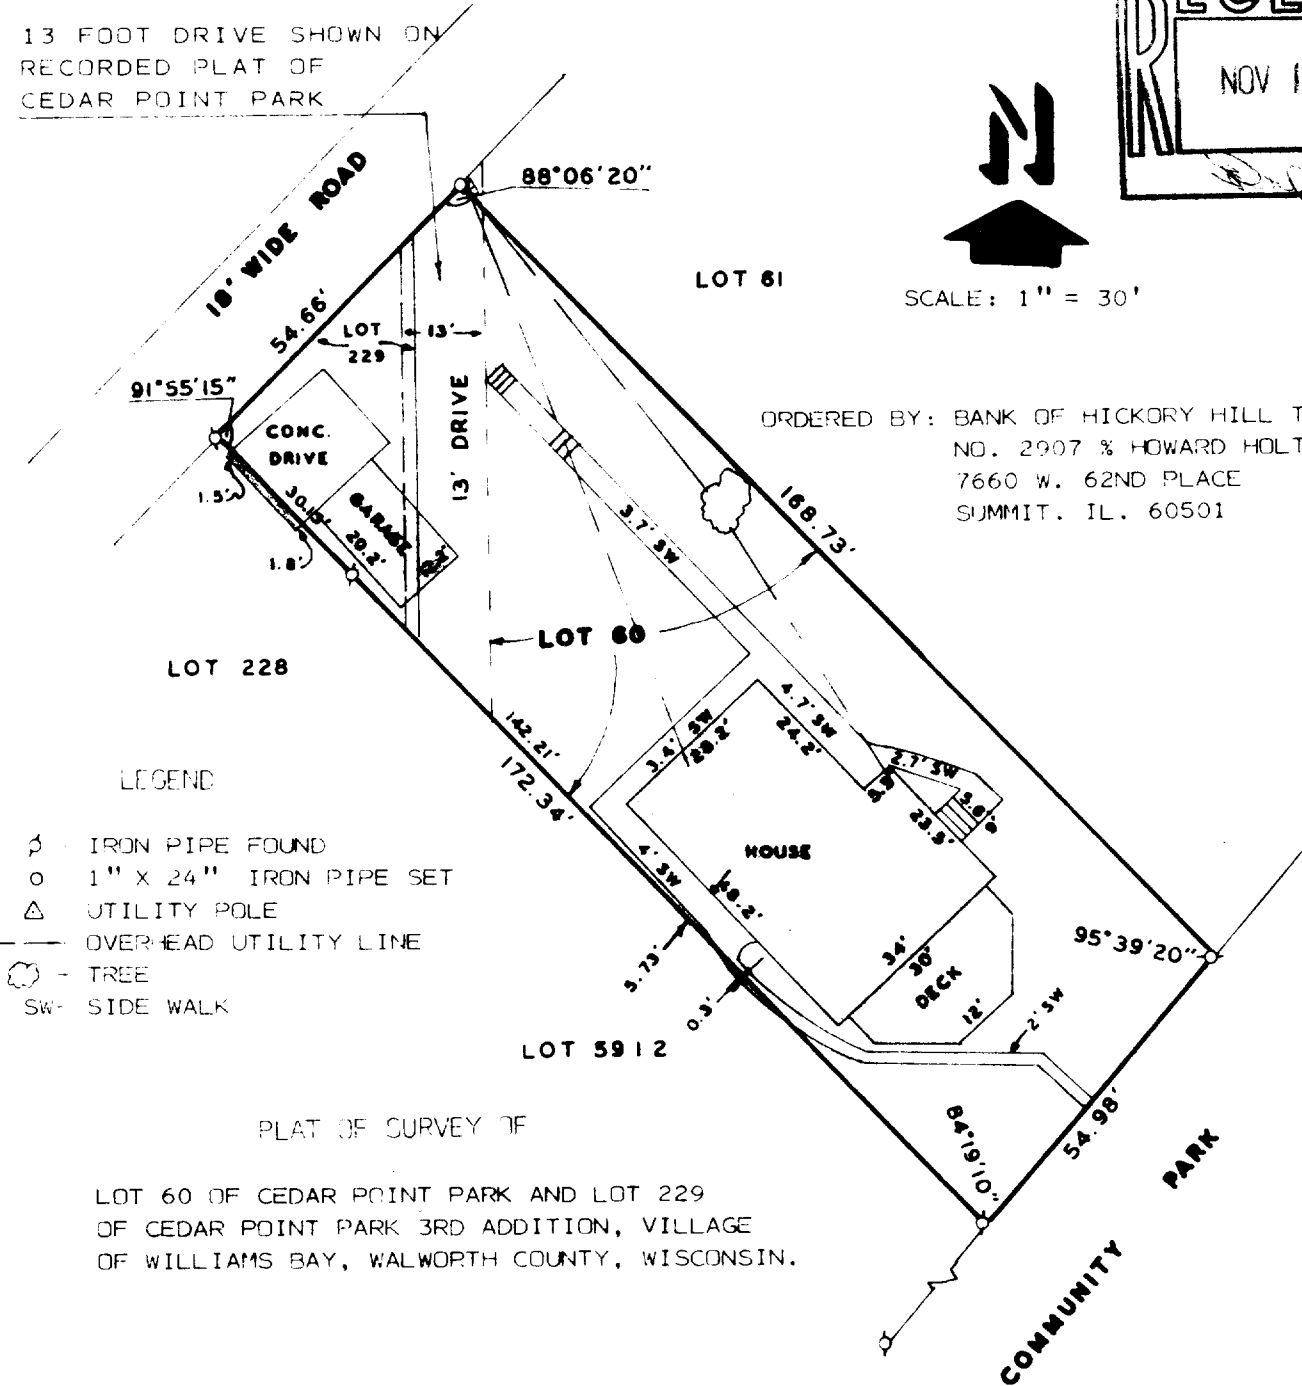 13 FOOT DRIVE SHOWN ON
RECORDED PLAT OF
CEDAR POINT PARK
NOV
N
SCALE: 1" = 30'
88°06'20"
18' WIDE ROAD
LOT 61
54.66'
LOT
229
13'
91°55'15"
CONC.
DRIVE
13' DRIVE
ORDERED BY: BANK OF HICKORY HILL T
NO. 2907 % HOWARD HOLT
7660 W. 62ND PLACE
SUMMIT. IL. 60501
1.5'
30.13'
GARAGE
20.2'
1.8'
3.7' SW
168.73'
LOT 60
LOT 228
142.21'
172.34'
3.4' SW
28.2'
4.7' SW
24.2'
2.7' SW
23.5'
HOUSE
4' SW
48.2'
34'
30'
DECK
12'
2' SW
5.73'
0.3'
95°39'20"
LEGEND
IRON PIPE FOUND
1" X 24" IRON PIPE SET
UTILITY POLE
OVERHEAD UTILITY LINE
- TREE
SW- SIDE WALK
LOT 5912
84°19'10"
54.98'
COMMUNITY PARK
PLAT OF SURVEY OF
LOT 60 OF CEDAR POINT PARK AND LOT 229
OF CEDAR POINT PARK 3RD ADDITION, VILLAGE
OF WILLIAMS BAY, WALWORTH COUNTY, WISCONSIN.